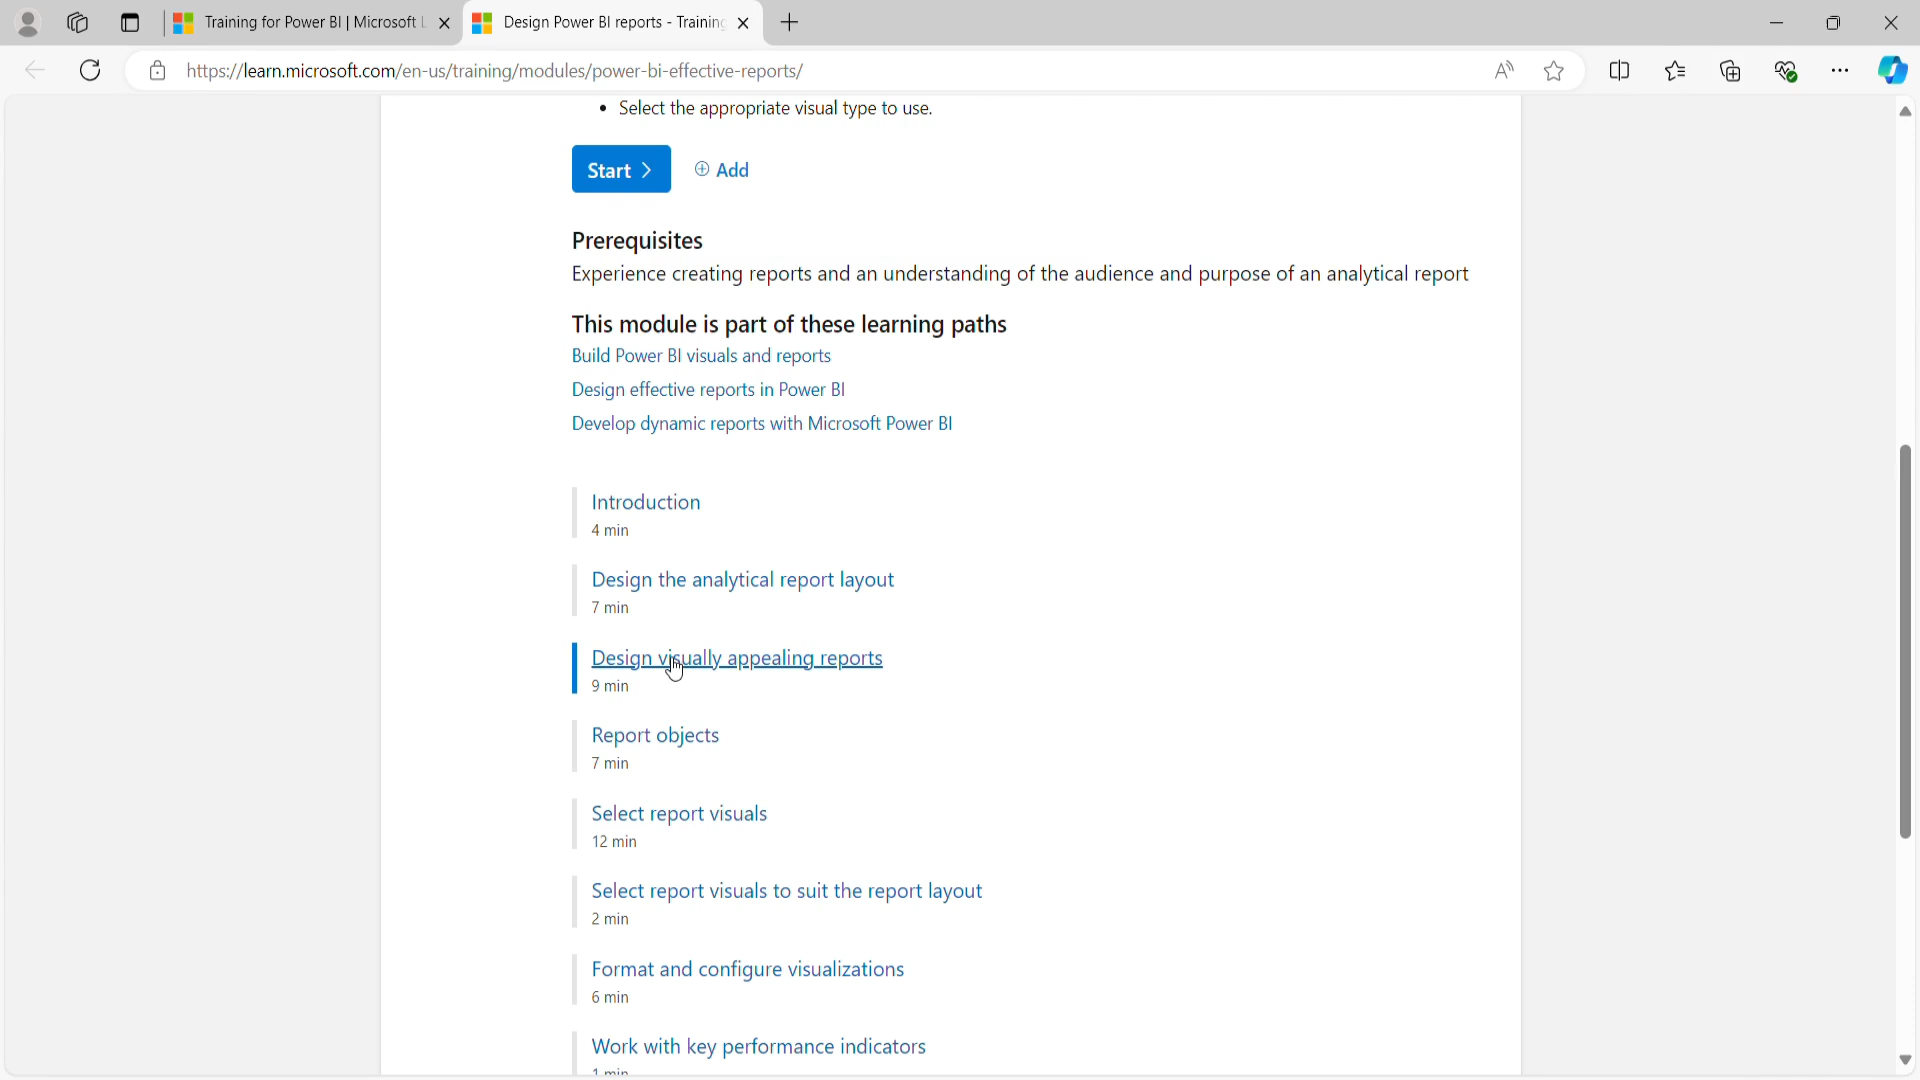 Training for Power BI | Microsoft L
Design Power BI reports - Training
https://learn.microsoft.com/en-us/training/modules/power-bi-effective-reports/
• Select the appropriate visual type to use.
Start
Add
Prerequisites
Experience creating reports and an understanding of the audience and purpose of an analytical report
This module is part of these learning paths
Build Power BI visuals and reports
Design effective reports in Power BI
Develop dynamic reports with Microsoft Power BI
Introduction
4 min
Design the analytical report layout
7 min
Design visually appealing reports
9 min
Report objects
7 min
Select report visuals
12 min
Select report visuals to suit the report layout
2 min
Format and configure visualizations
6 min
Work with key performance indicators
1 min